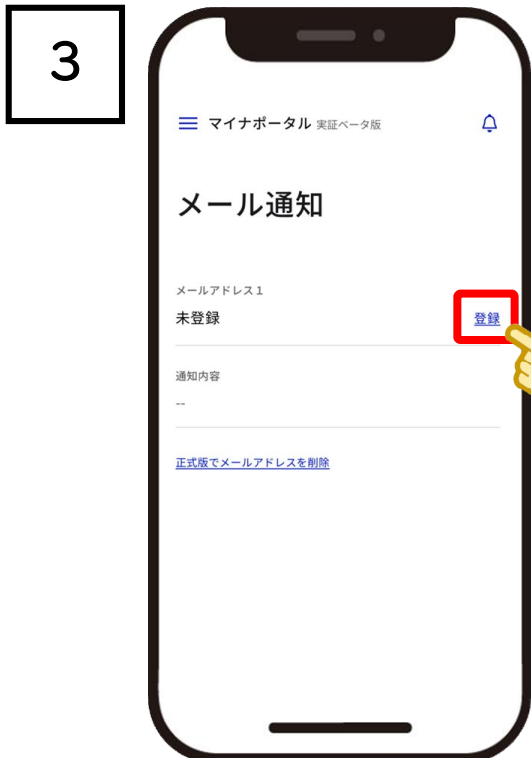 3
マイナポータル 実証ベータ版
メール通知
メールアドレス1
未登録
登録
通知内容
--
正式版でメールアドレスを削除